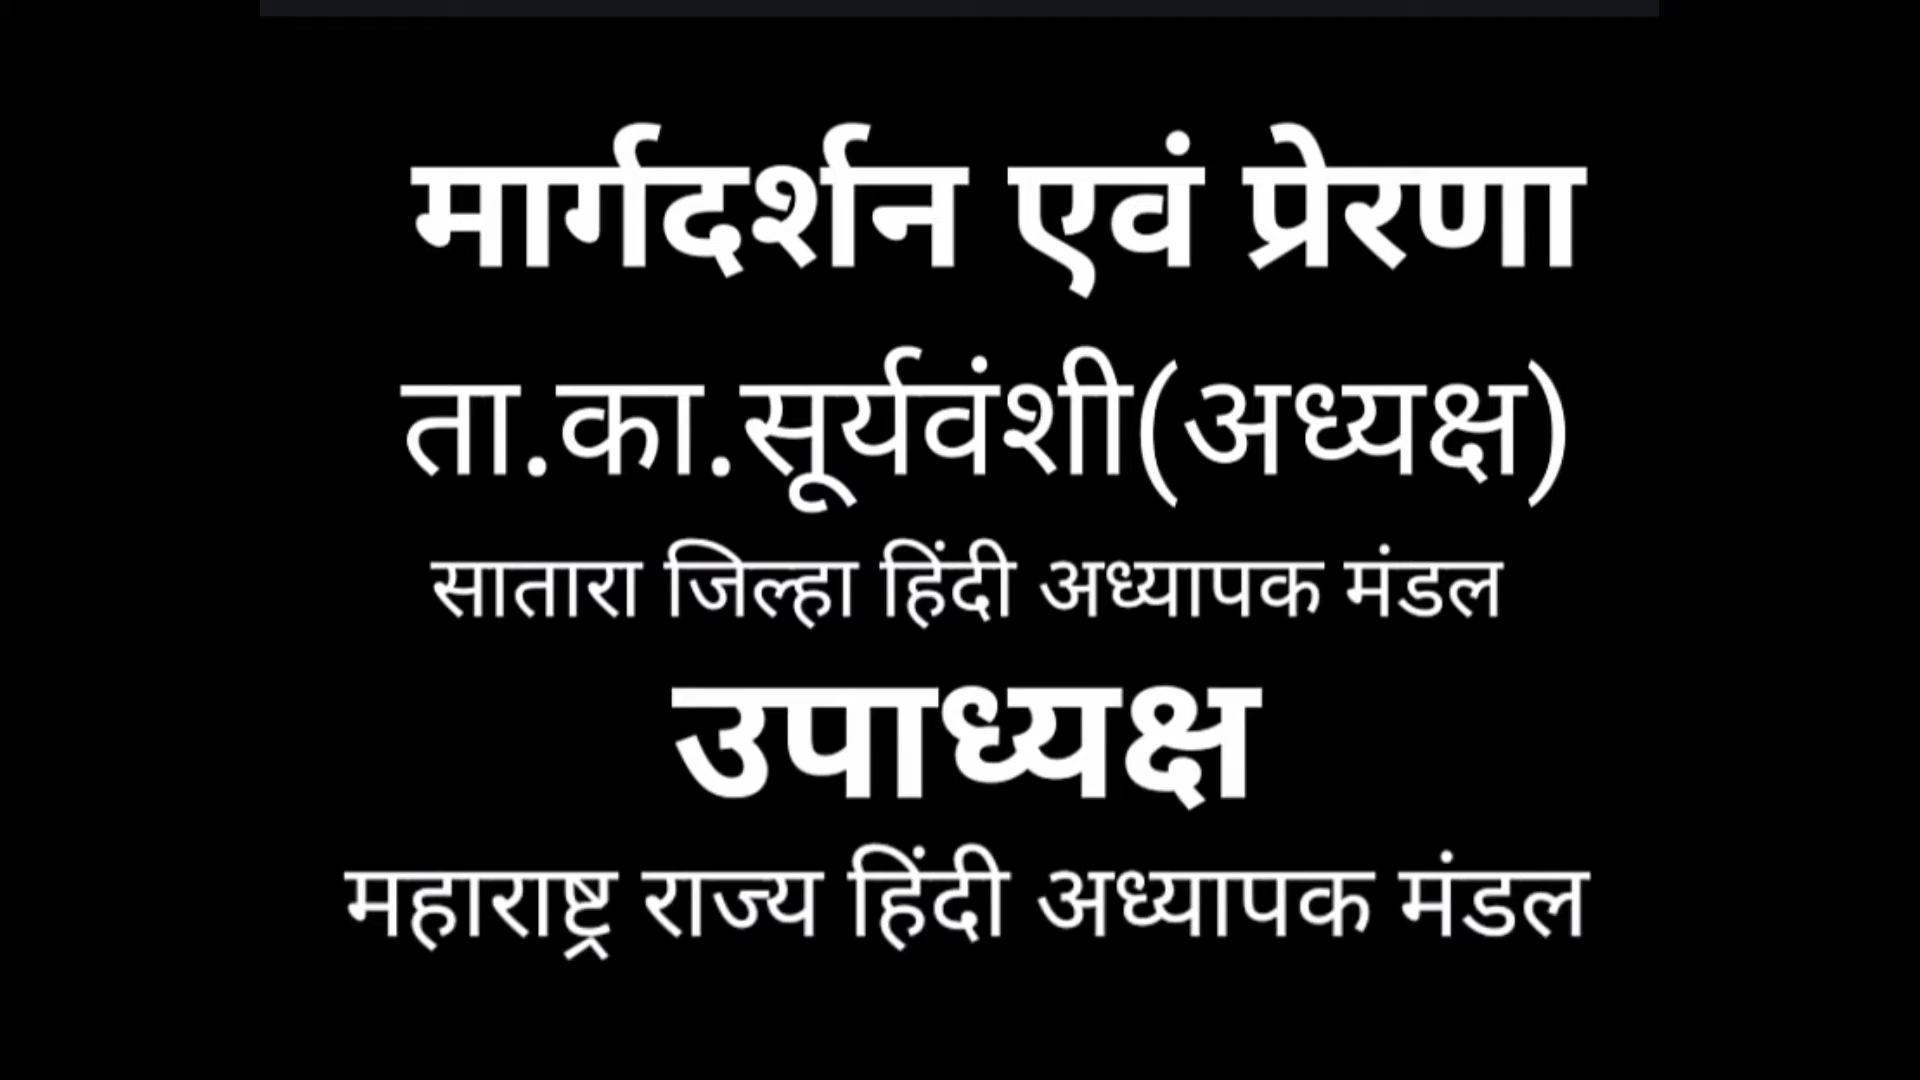 मार्गदर्शन एवं प्रेरणा
ता.का.सूर्यवंशी(अध्यक्ष)
सातारा जिल्हा हिंदी अध्यापक मंडल
उपाध्यक्ष
महाराष्ट्र राज्य हिंदी अध्यापक मंडल